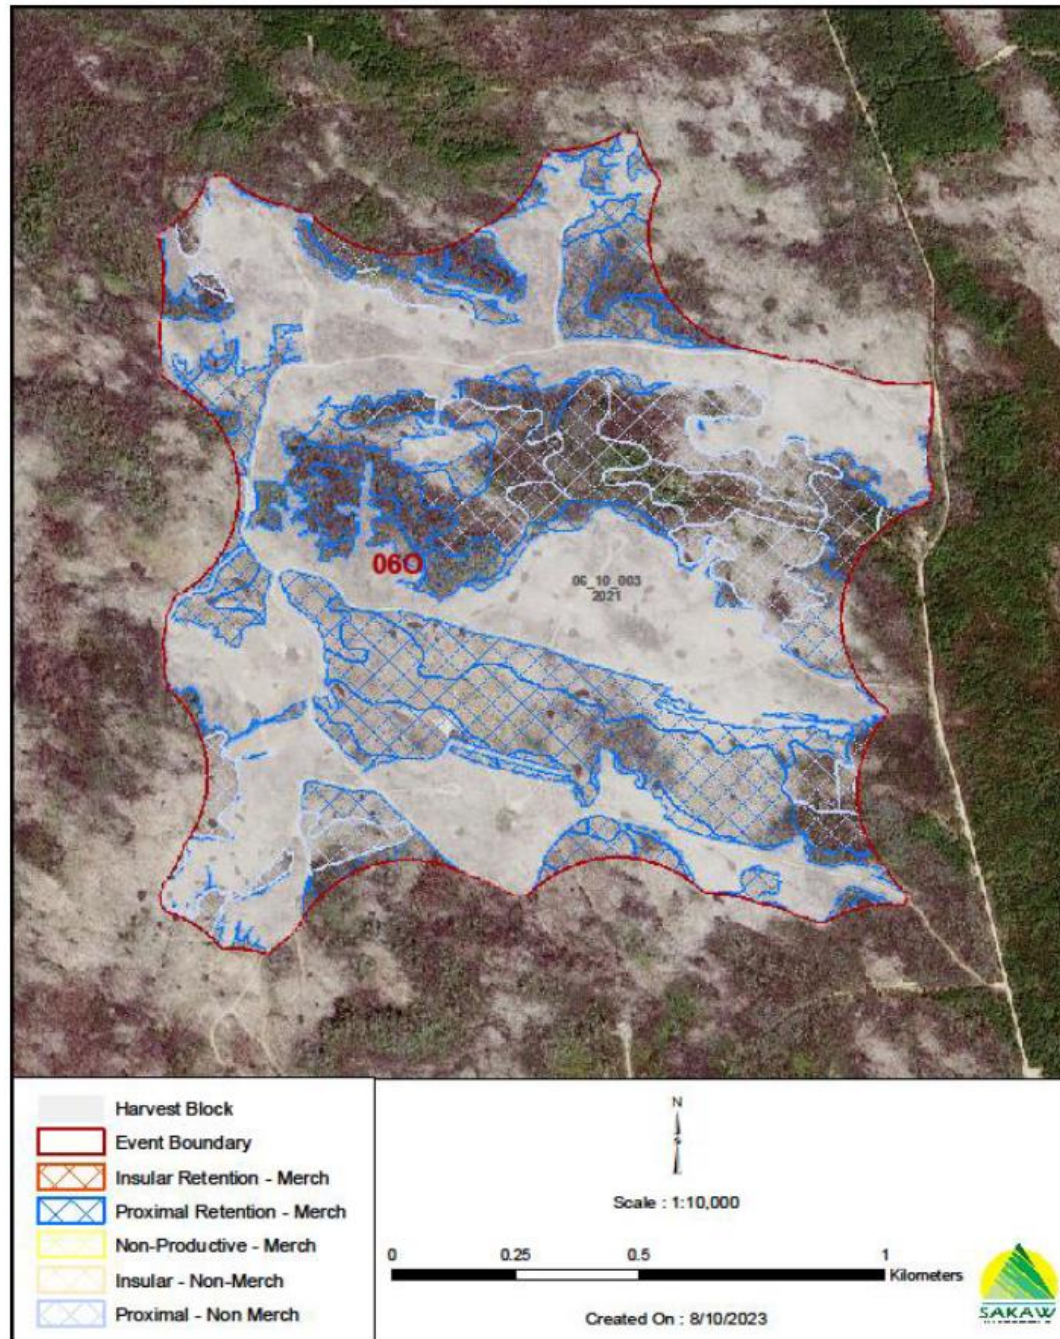 06O
06_10_003
2021
Harvest Block
Event Boundary
Insular Retention - Merch
Proximal Retention - Merch
Non-Productive - Merch
Insular - Non-Merch
Proximal - Non Merch
N
Scale : 1:10,000
0 0.25 0.5 1
Kilometers
Created On : 8/10/2023
SAKAW